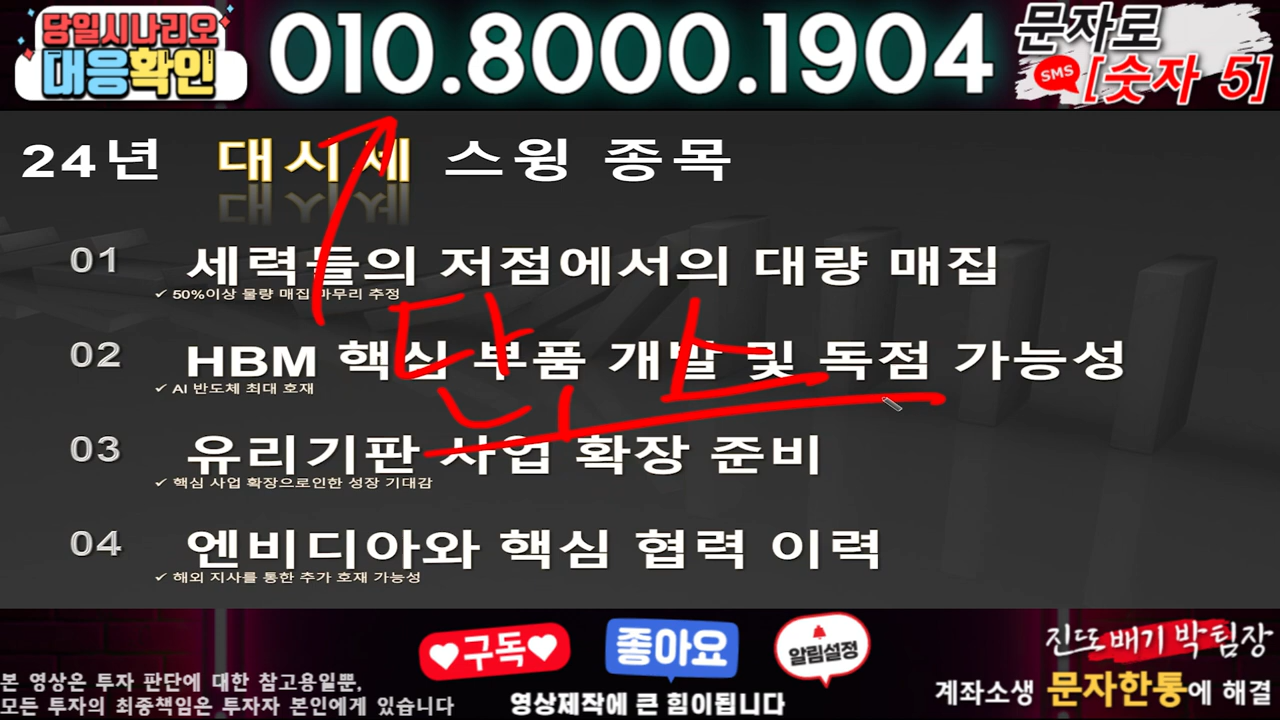 당일시나리오
대응확인
010.8000.1904
문자로
SMS [숫자 5]
24년 대시세 스윙 종목
01 세력들의 저점에서의 대량 매집
✓ 50%이상 물량 매집 마무리 추정
02 HBM 핵심 부품 개발 및 독점 가능성
✓ AI 반도체 최대 호재
단, 스
03 유리기판 사업 확장 준비
✓ 핵심 사업 확장으로인한 성장 기대감
04 엔비디아와 핵심 협력 이력
✓ 해외 지사를 통한 추가 호재 가능성
구독
좋아요
알림설정
영상제작에 큰 힘이됩니다
본 영상은 투자 판단에 대한 참고용일뿐,
모든 투자의 최종책임은 투자자 본인에게 있습니다
진또배기 박팀장
계좌소생 문자한통에 해결